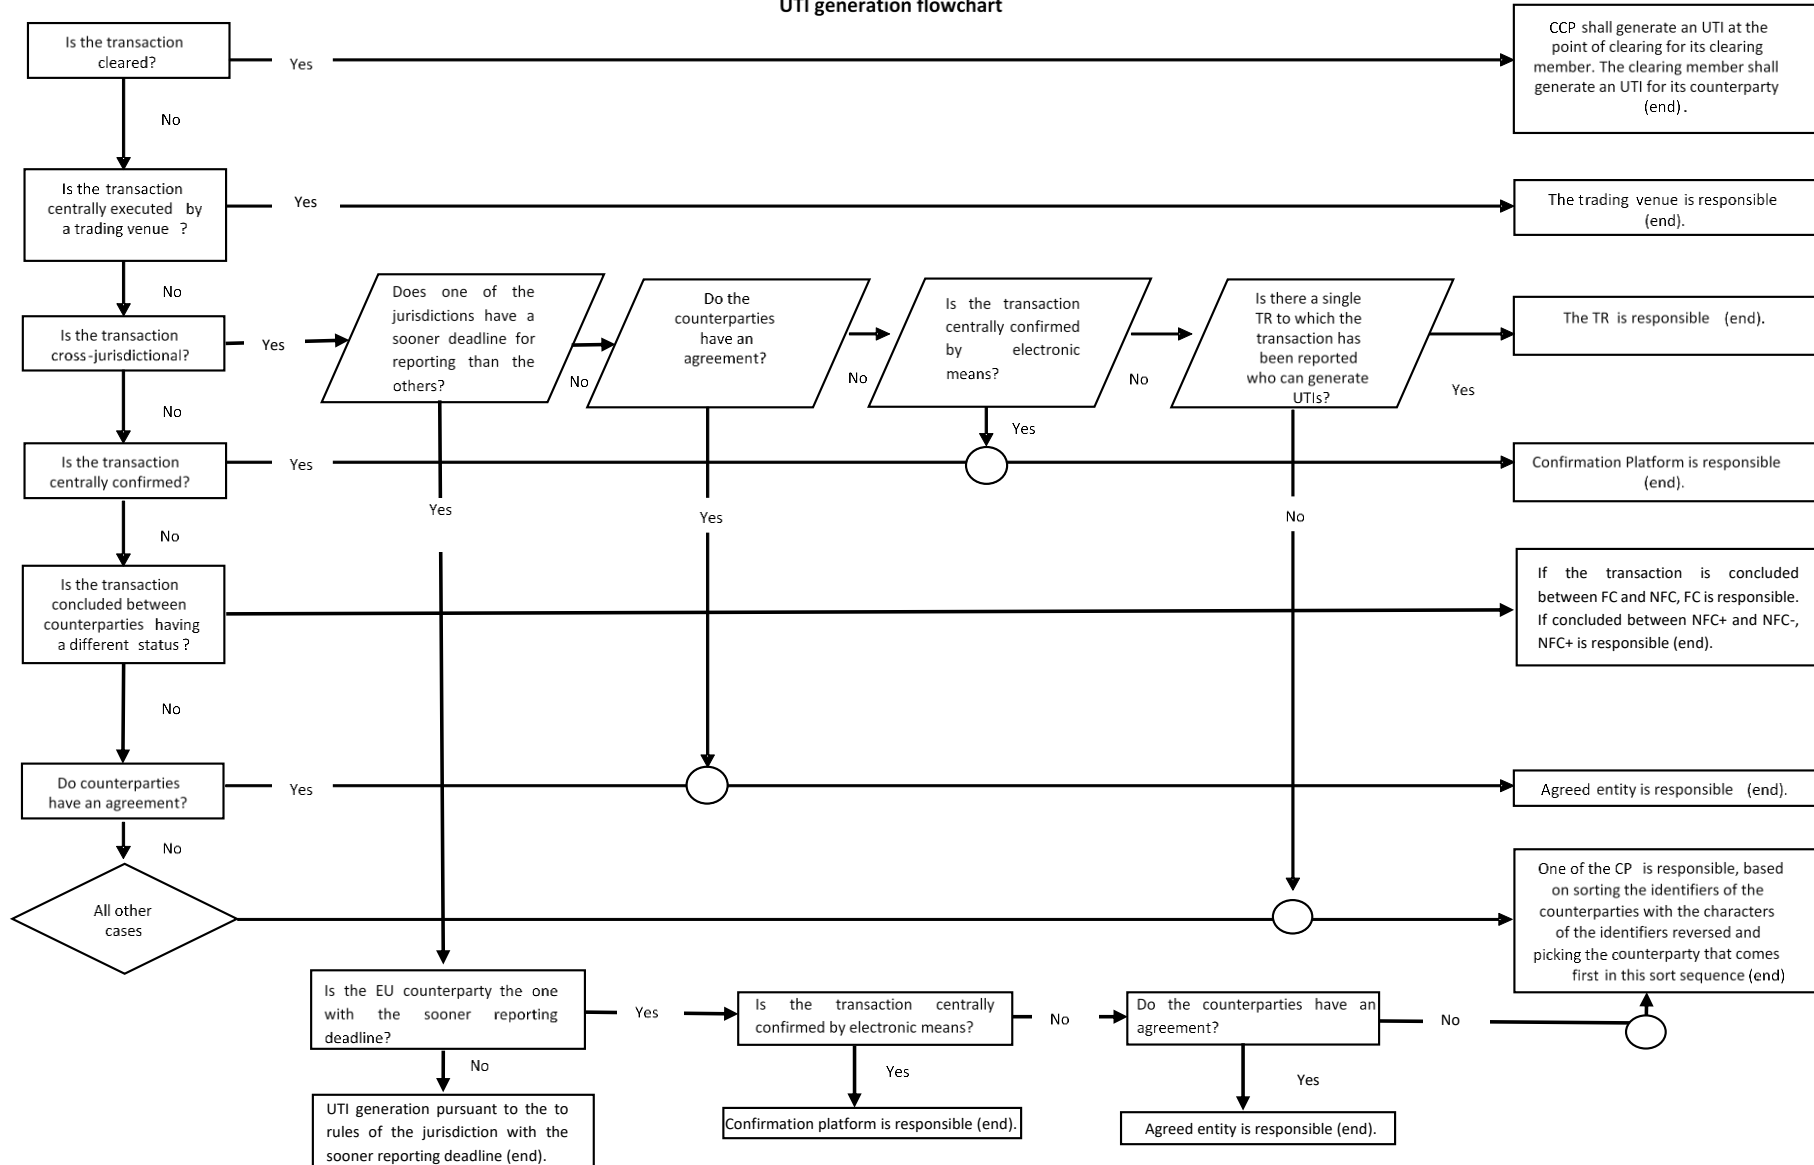 UTI generation flowchart
Is the transaction
cleared?
Yes
CCP shall generate an UTI at the
point of clearing for its clearing
member. The clearing member shall
generate an UTI for its counterparty
(end).
No
Is the transaction
centrally executed by
a trading venue ?
Yes
The trading venue is responsible
(end).
No
Is the transaction
cross-jurisdictional?
Yes
Does one of the
jurisdictions have a
sooner deadline for
reporting than the
others?
No
Do the
counterparties
have an
agreement?
No
Is the transaction
centrally confirmed
by electronic
means?
No
Is there a single
TR to which the
transaction has
been reported
who can generate
UTIs?
Yes
The TR is responsible (end).
No
Yes
Is the transaction
centrally confirmed?
Yes
Confirmation Platform is responsible
(end).
Yes
Yes
No
No
Is the transaction
concluded between
counterparties having
a different status?
If the transaction is concluded
between FC and NFC, FC is responsible.
If concluded between NFC+ and NFC-,
NFC+ is responsible (end).
No
Do counterparties
have an agreement?
Yes
Agreed entity is responsible (end).
No
All other
cases
One of the CP is responsible, based
on sorting the identifiers of the
counterparties with the characters
of the identifiers reversed and
picking the counterparty that comes
first in this sort sequence (end)
Is the EU counterparty the one
with the sooner reporting
deadline?
Yes
Is the transaction centrally
confirmed by electronic means?
No
Do the counterparties have an
agreement?
No
No
Yes
Yes
UTI generation pursuant to the to
rules of the jurisdiction with the
sooner reporting deadline (end).
Confirmation platform is responsible (end).
Agreed entity is responsible (end).